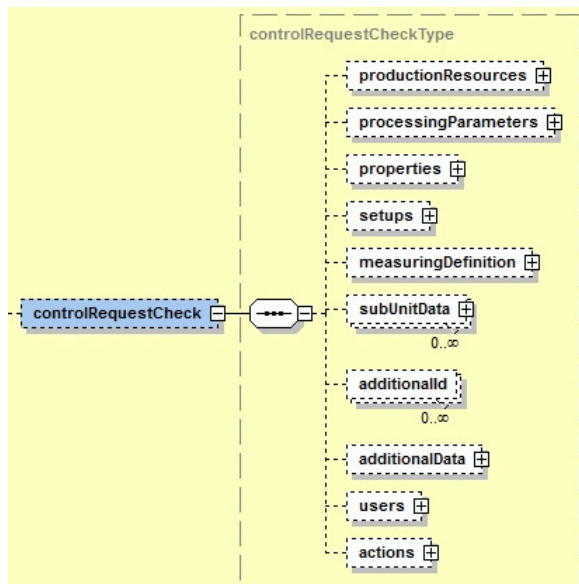 controlRequestCheckType
productionResources
processingParameters
properties
setups
measuringDefinition
controlRequestCheck
subUnitData
0..∞
additionalId
0..∞
additionalData
users
actions